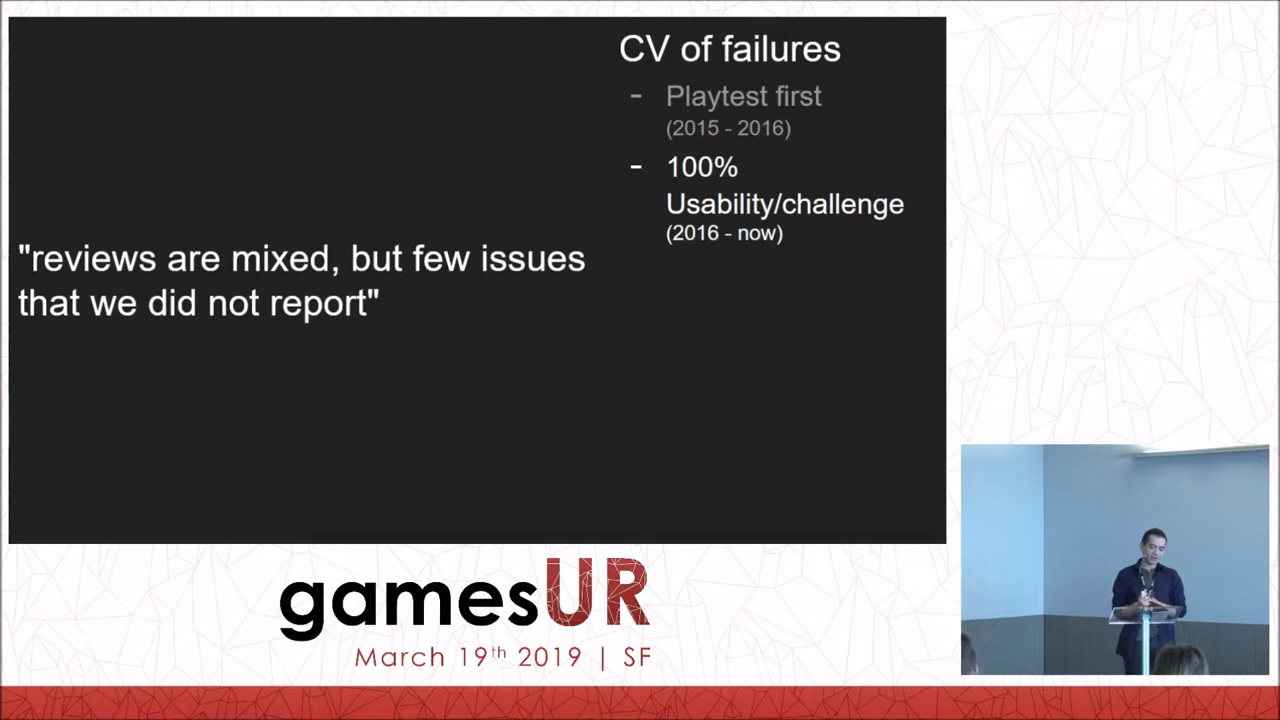 CV of failures
- Playtest first
(2015 - 2016)
- 100%
Usability/challenge
(2016 - now)
"reviews are mixed, but few issues
that we did not report"
gamesUR
March 19th 2019 | SF